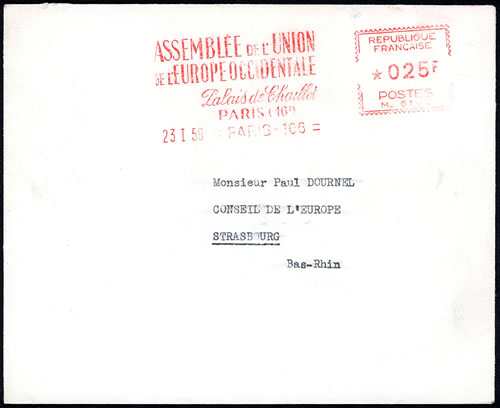 ASSEMBLÉE DE L'UNION
DE L'EUROPE OCCIDENTALE
Palais de Chaillot
PARIS (16e)
23 I 59 = PARIS-106 =
REPUBLIQUE
FRANCAISE
*025F
POSTES
Monsieur Paul DOURNEL
CONSEIL DE L'EUROPE
STRASBOURG
Bas-Rhin